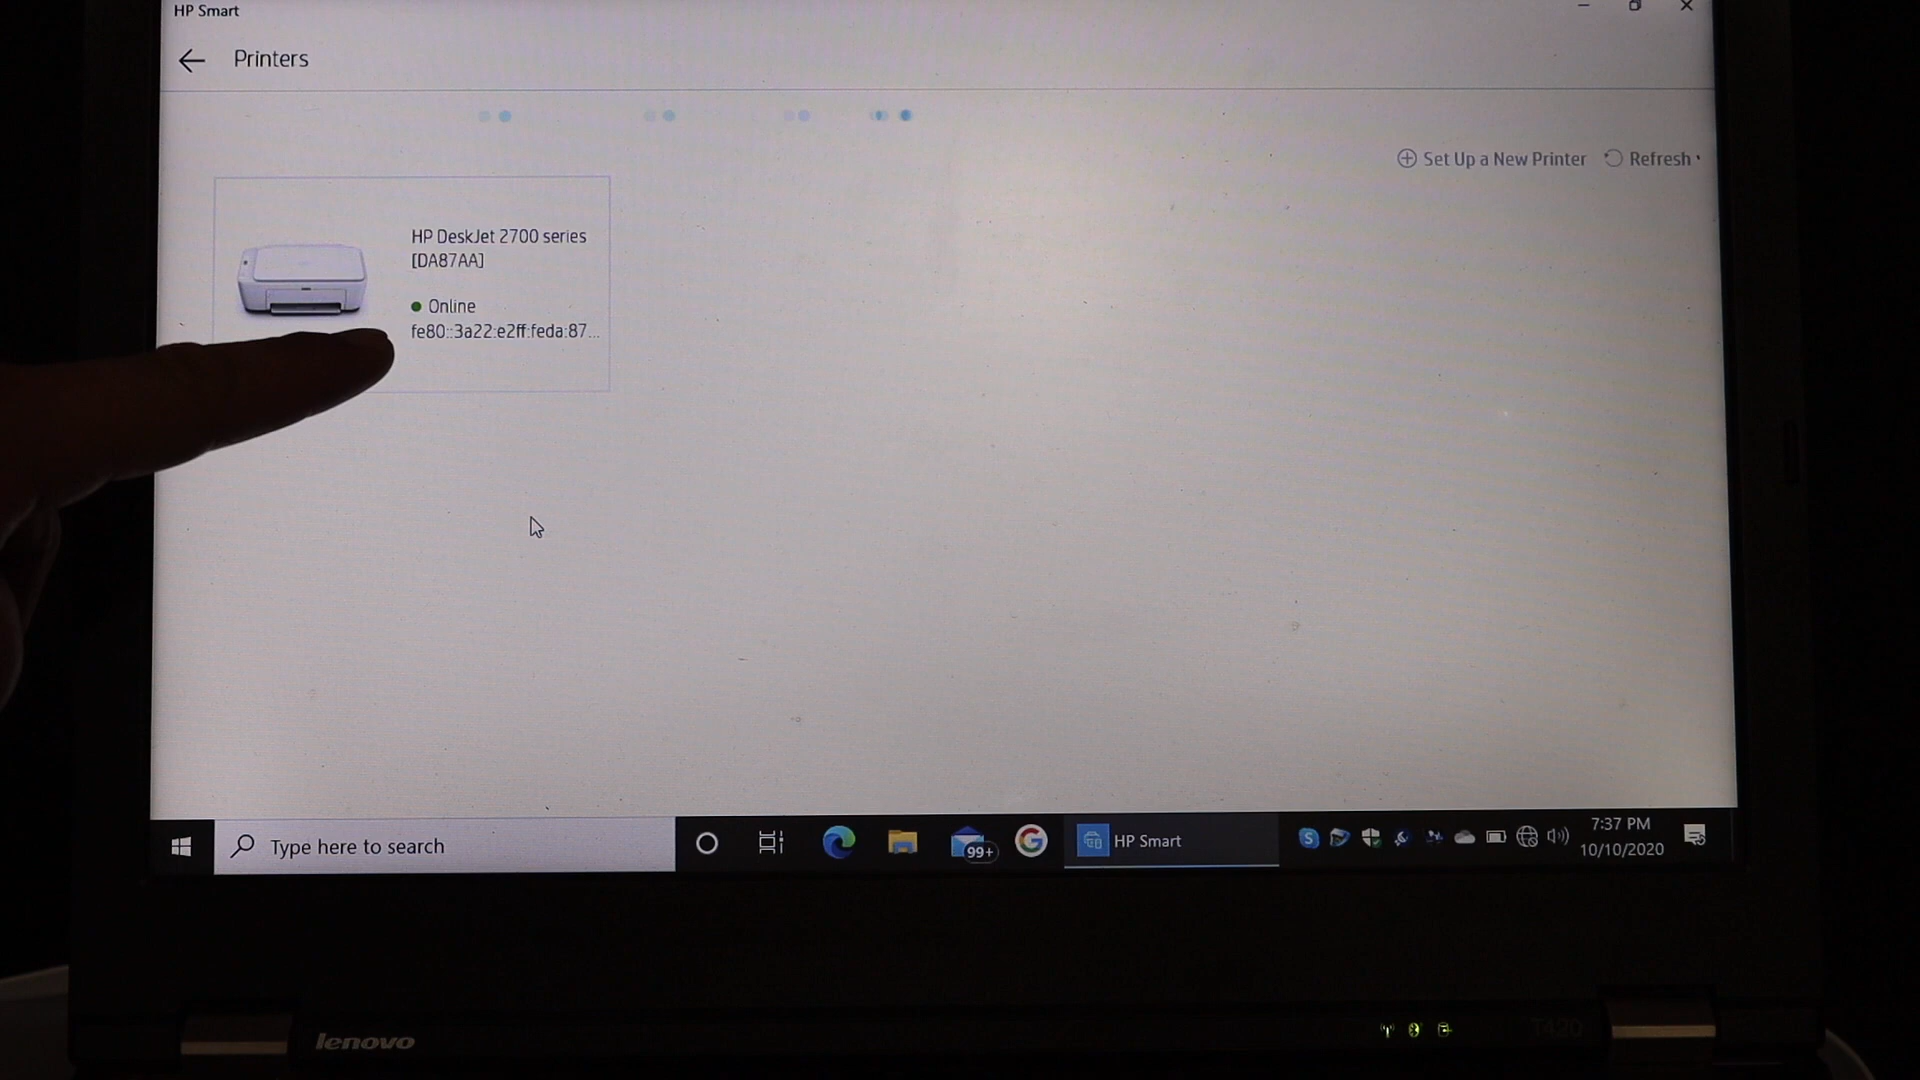 HP Smart
Printers
Set Up a New Printer
Refresh
HP DeskJet 2700 series
[DA87AA]
Online
fe80::3a22:e2ff:feda:87...
Type here to search
99+
HP Smart
7:37 PM
10/10/2020
lenovo
T420